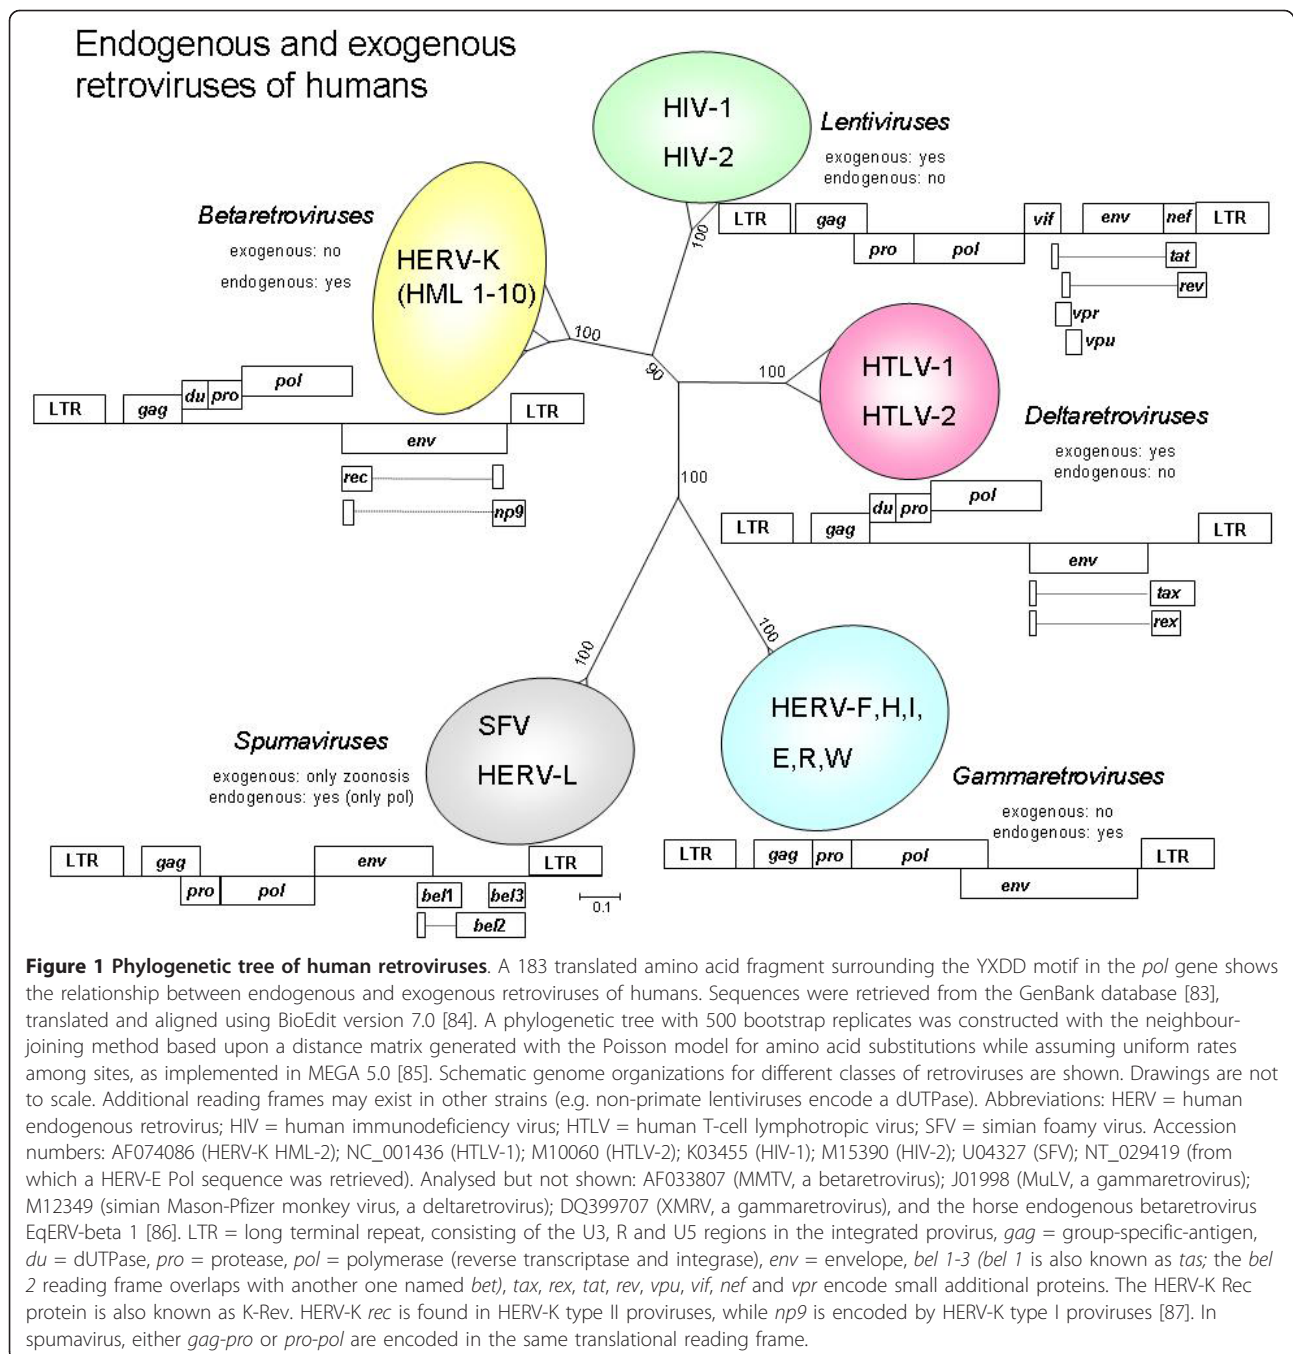 Endogenous and exogenous
retroviruses of humans
HIV-1
HIV-2
Lentiviruses
exogenous: yes
endogenous: no
LTR
gag
pro
pol
vif
env
nef
LTR
tat
rev
vpr
vpu
100
Betaretroviruses
exogenous: no
endogenous: yes
HERV-K
(HML 1-10)
100
90
LTR
gag
du
pro
pol
LTR
env
rec
np9
100
HTLV-1
HTLV-2
Deltaretroviruses
exogenous: yes
endogenous: no
LTR
gag
du
pro
pol
LTR
env
tax
rex
100
100
100
SFV
HERV-L
Spumaviruses
exogenous: only zoonosis
endogenous: yes (only pol)
LTR
gag
pro
pol
env
LTR
bel1
bel3
bel2
0.1
HERV-F,H,I,
E,R,W
Gammaretroviruses
exogenous: no
endogenous: yes
LTR
gag
pro
pol
LTR
env
Figure 1 Phylogenetic tree of human retroviruses. A 183 translated amino acid fragment surrounding the YXDD motif in the pol gene shows
the relationship between endogenous and exogenous retroviruses of humans. Sequences were retrieved from the GenBank database [83],
translated and aligned using BioEdit version 7.0 [84]. A phylogenetic tree with 500 bootstrap replicates was constructed with the neighbour-
joining method based upon a distance matrix generated with the Poisson model for amino acid substitutions while assuming uniform rates
among sites, as implemented in MEGA 5.0 [85]. Schematic genome organizations for different classes of retroviruses are shown. Drawings are not
to scale. Additional reading frames may exist in other strains (e.g. non-primate lentiviruses encode a dUTPase). Abbreviations: HERV = human
endogenous retrovirus; HIV = human immunodeficiency virus; HTLV = human T-cell lymphotropic virus; SFV = simian foamy virus. Accession
numbers: AF074086 (HERV-K HML-2); NC_001436 (HTLV-1); M10060 (HTLV-2); K03455 (HIV-1); M15390 (HIV-2); U04327 (SFV); NT_029419 (from
which a HERV-E Pol sequence was retrieved). Analysed but not shown: AF033807 (MMTV, a betaretrovirus); J01998 (MuLV, a gammaretrovirus);
M12349 (simian Mason-Pfizer monkey virus, a deltaretrovirus); DQ399707 (XMRV, a gammaretrovirus), and the horse endogenous betaretrovirus
EqERV-beta 1 [86]. LTR = long terminal repeat, consisting of the U3, R and U5 regions in the integrated provirus, gag = group-specific-antigen,
du = dUTPase, pro = protease, pol = polymerase (reverse transcriptase and integrase), env = envelope, bel 1-3 (bel 1 is also known as tas; the bel
2 reading frame overlaps with another one named bet), tax, rex, tat, rev, vpu, vif, nef and vpr encode small additional proteins. The HERV-K Rec
protein is also known as K-Rev. HERV-K rec is found in HERV-K type II proviruses, while np9 is encoded by HERV-K type I proviruses [87]. In
spumavirus, either gag-pro or pro-pol are encoded in the same translational reading frame.